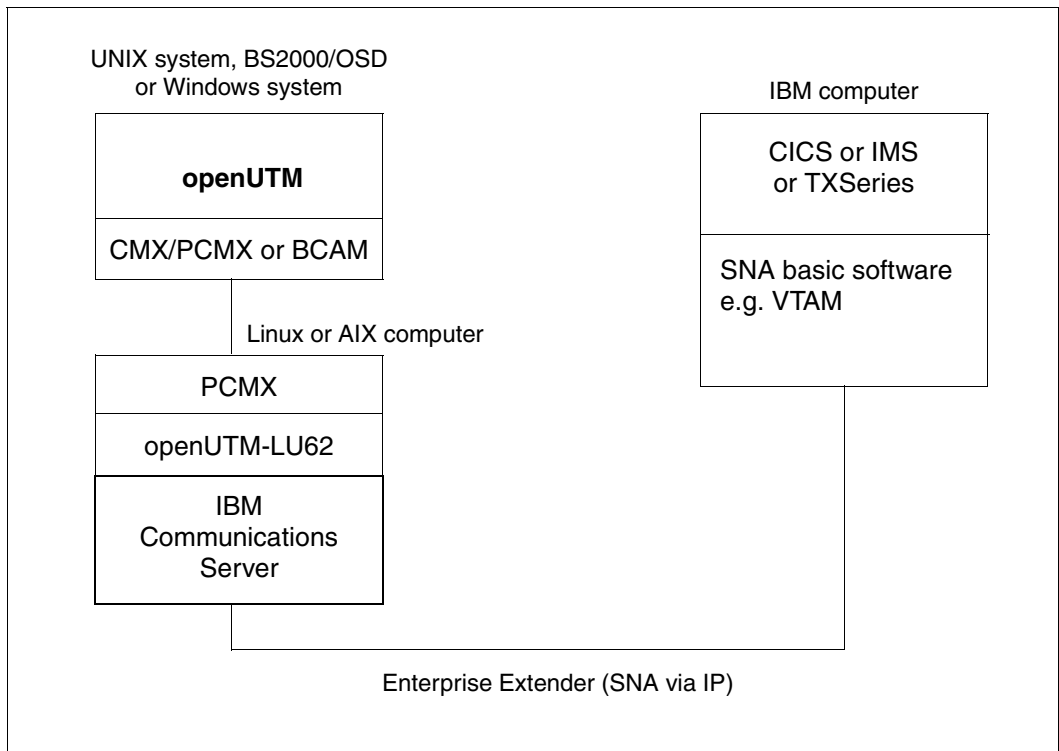 UNIX system, BS2000/OSD
or Windows system
openUTM
CMX/PCMX or BCAM
Linux or AIX computer
PCMX
openUTM-LU62
IBM
Communications
Server
IBM computer
CICS or IMS
or TXSeries
SNA basic software
e.g. VTAM
Enterprise Extender (SNA via IP)